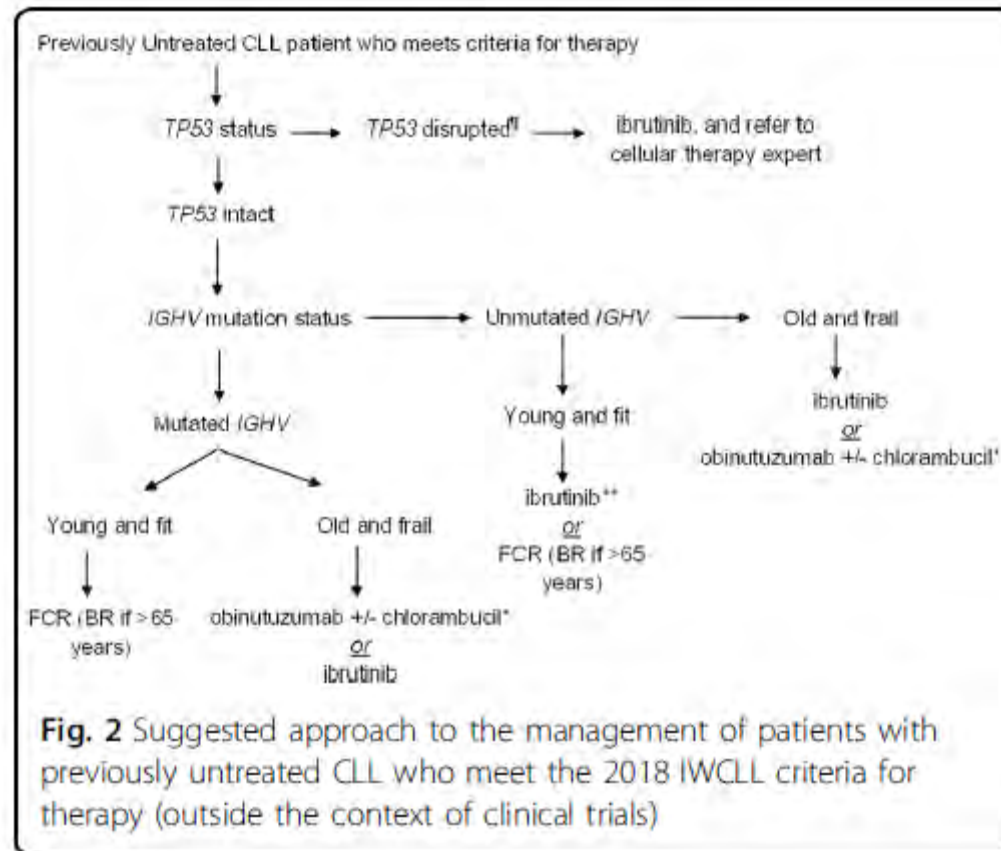 Previously Untreated CLL patient who meets criteria for therapy
TP53 status
TP53 disrupted¶
ibrutinib, and refer to
cellular therapy expert
TP53 intact
IGHV mutation status
Unmutated IGHV
Old and frail
ibrutinib
or
obinutuzumab +/- chlorambucil*
Mutated IGHV
Young and fit
ibrutinib**
or
FCR (BR if >65
years)
Young and fit
Old and frail
FCR (BR if >65
years)
obinutuzumab +/- chlorambucil*
or
ibrutinib
Fig. 2 Suggested approach to the management of patients with
previously untreated CLL who meet the 2018 IWCLL criteria for
therapy (outside the context of clinical trials)